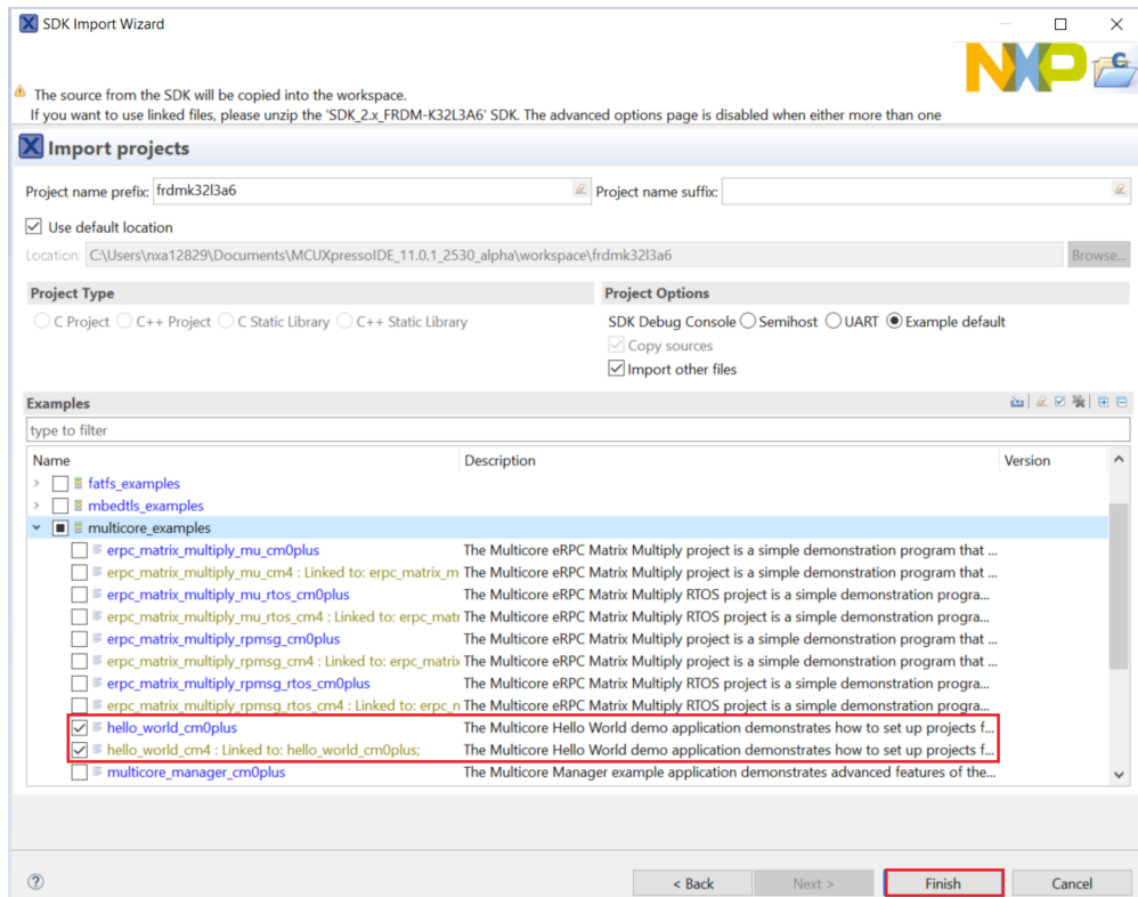 SDK Import Wizard
NXP
The source from the SDK will be copied into the workspace.
If you want to use linked files, please unzip the 'SDK_2.x_FRDM-K32L3A6' SDK. The advanced options page is disabled when either more than one
Import projects
Project name prefix: frdmk32l3a6 Project name suffix:
Use default location
Location: C:\Users\nxa12829\Documents\MCUXpressoIDE_11.0.1_2530_alpha\workspace\frdmk32l3a6 Browse...
Project Type Project Options
C Project C++ Project C Static Library C++ Static Library SDK Debug Console Semihost UART Example default
Copy sources
Import other files
Examples
type to filter
Name Description Version
fatfs_examples
mbedtls_examples
multicore_examples
erpc_matrix_multiply_mu_cm0plus The Multicore eRPC Matrix Multiply project is a simple demonstration program that ...
erpc_matrix_multiply_mu_cm4 : Linked to: erpc_matrix_m The Multicore eRPC Matrix Multiply project is a simple demonstration program that ...
erpc_matrix_multiply_mu_rtos_cm0plus The Multicore eRPC Matrix Multiply RTOS project is a simple demonstration progra...
erpc_matrix_multiply_mu_rtos_cm4 : Linked to: erpc_matr The Multicore eRPC Matrix Multiply RTOS project is a simple demonstration progra...
erpc_matrix_multiply_rpmsg_cm0plus The Multicore eRPC Matrix Multiply project is a simple demonstration program that ...
erpc_matrix_multiply_rpmsg_cm4 : Linked to: erpc_matrix The Multicore eRPC Matrix Multiply project is a simple demonstration program that ...
erpc_matrix_multiply_rpmsg_rtos_cm0plus The Multicore eRPC Matrix Multiply RTOS project is a simple demonstration progra...
erpc_matrix_multiply_rpmsg_rtos_cm4 : Linked to: erpc_n The Multicore eRPC Matrix Multiply RTOS project is a simple demonstration progra...
hello_world_cm0plus The Multicore Hello World demo application demonstrates how to set up projects f...
hello_world_cm4 : Linked to: hello_world_cm0plus; The Multicore Hello World demo application demonstrates how to set up projects f...
multicore_manager_cm0plus The Multicore Manager example application demonstrates advanced features of the...
< Back Next > Finish Cancel